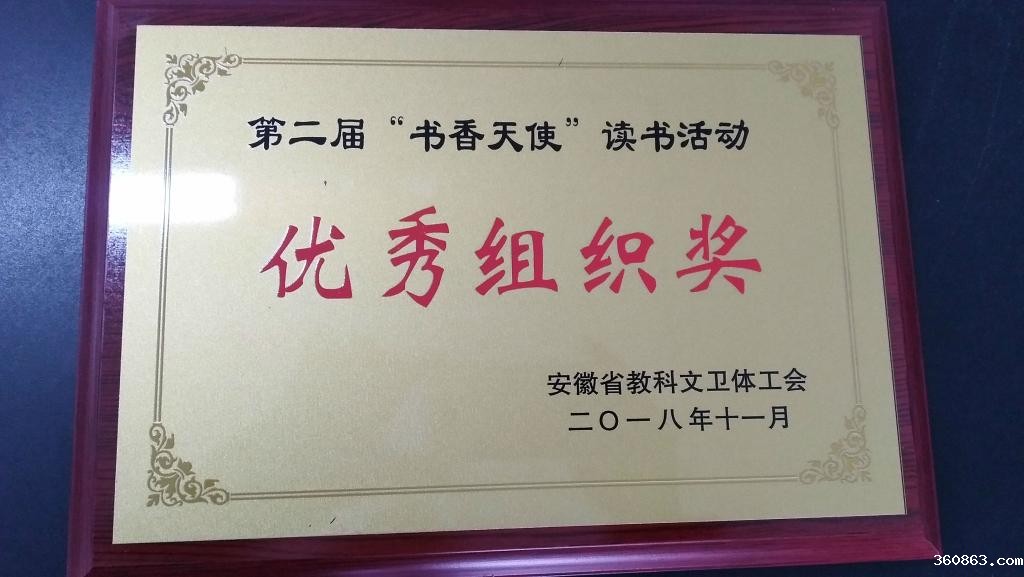 第二届“书香天使”读书活动
优秀组织奖
安徽省教科文卫体工会
二〇一八年十一月
360863.com